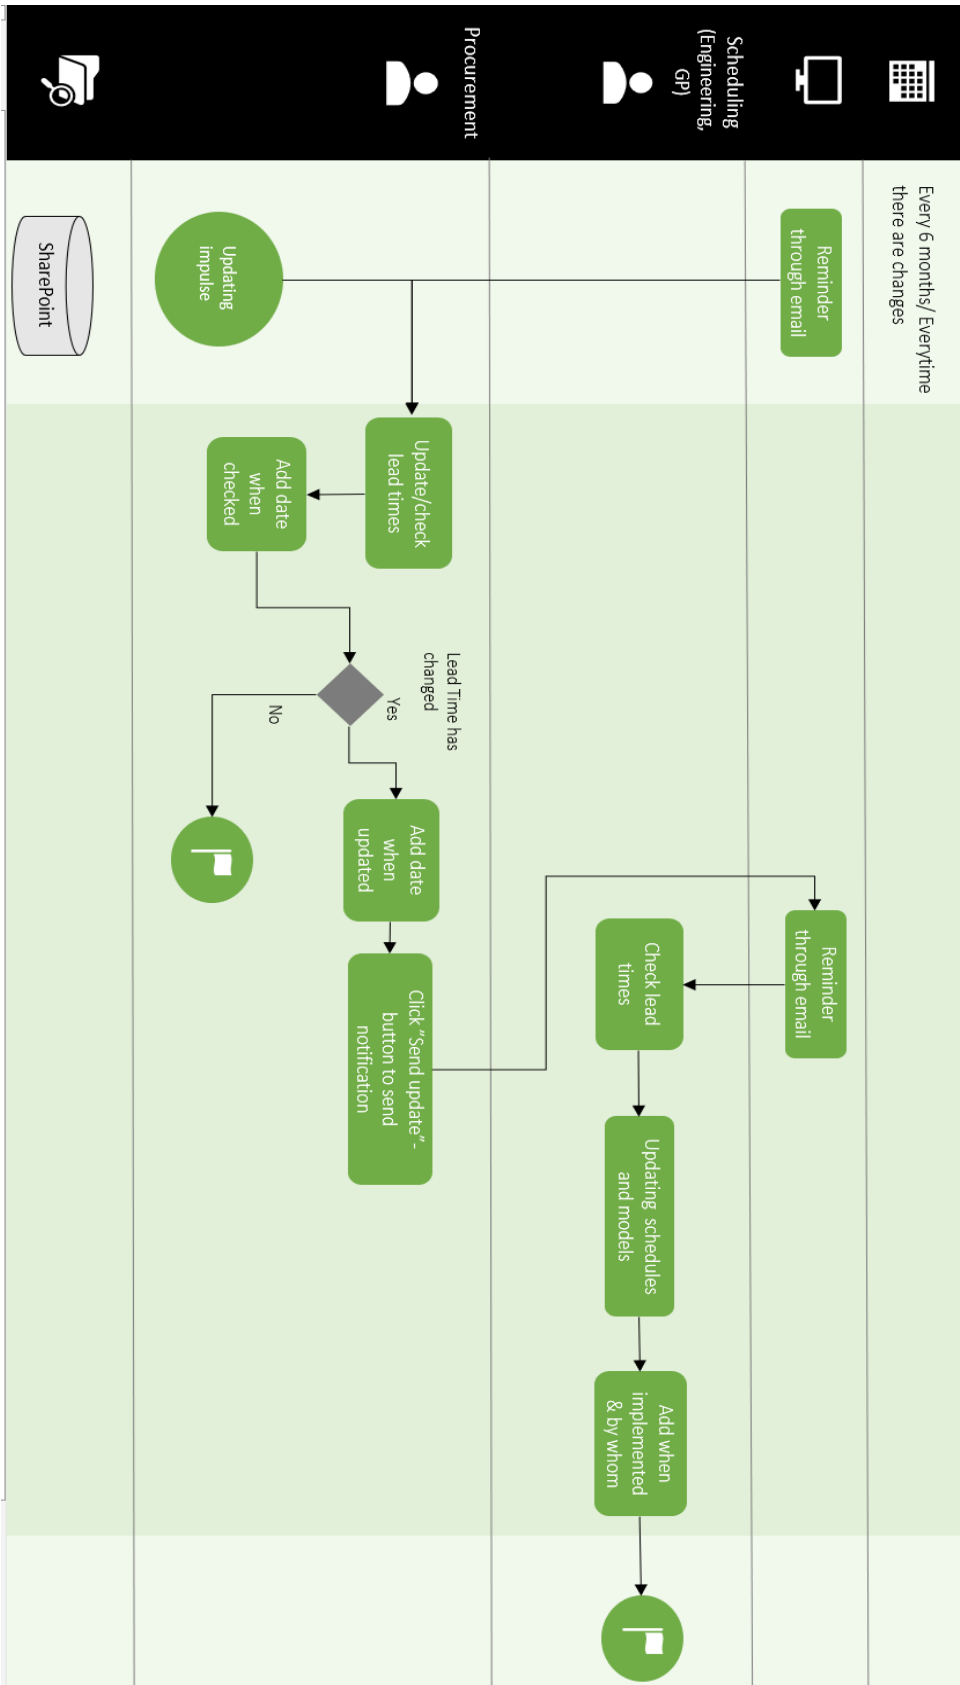 Every 6 months/ Everytime
there are changes
Reminder
through email
Reminder
through email
Scheduling
(Engineering,
GP)
Check lead
times
Updating schedules
and models
Add when
implemented
& by whom
Procurement
Updating
impulse
Update/check
lead times
Add date
when
checked
Lead Time has
changed
Yes
No
Add date
when
updated
Click "Send update"-
button to send
notification
SharePoint